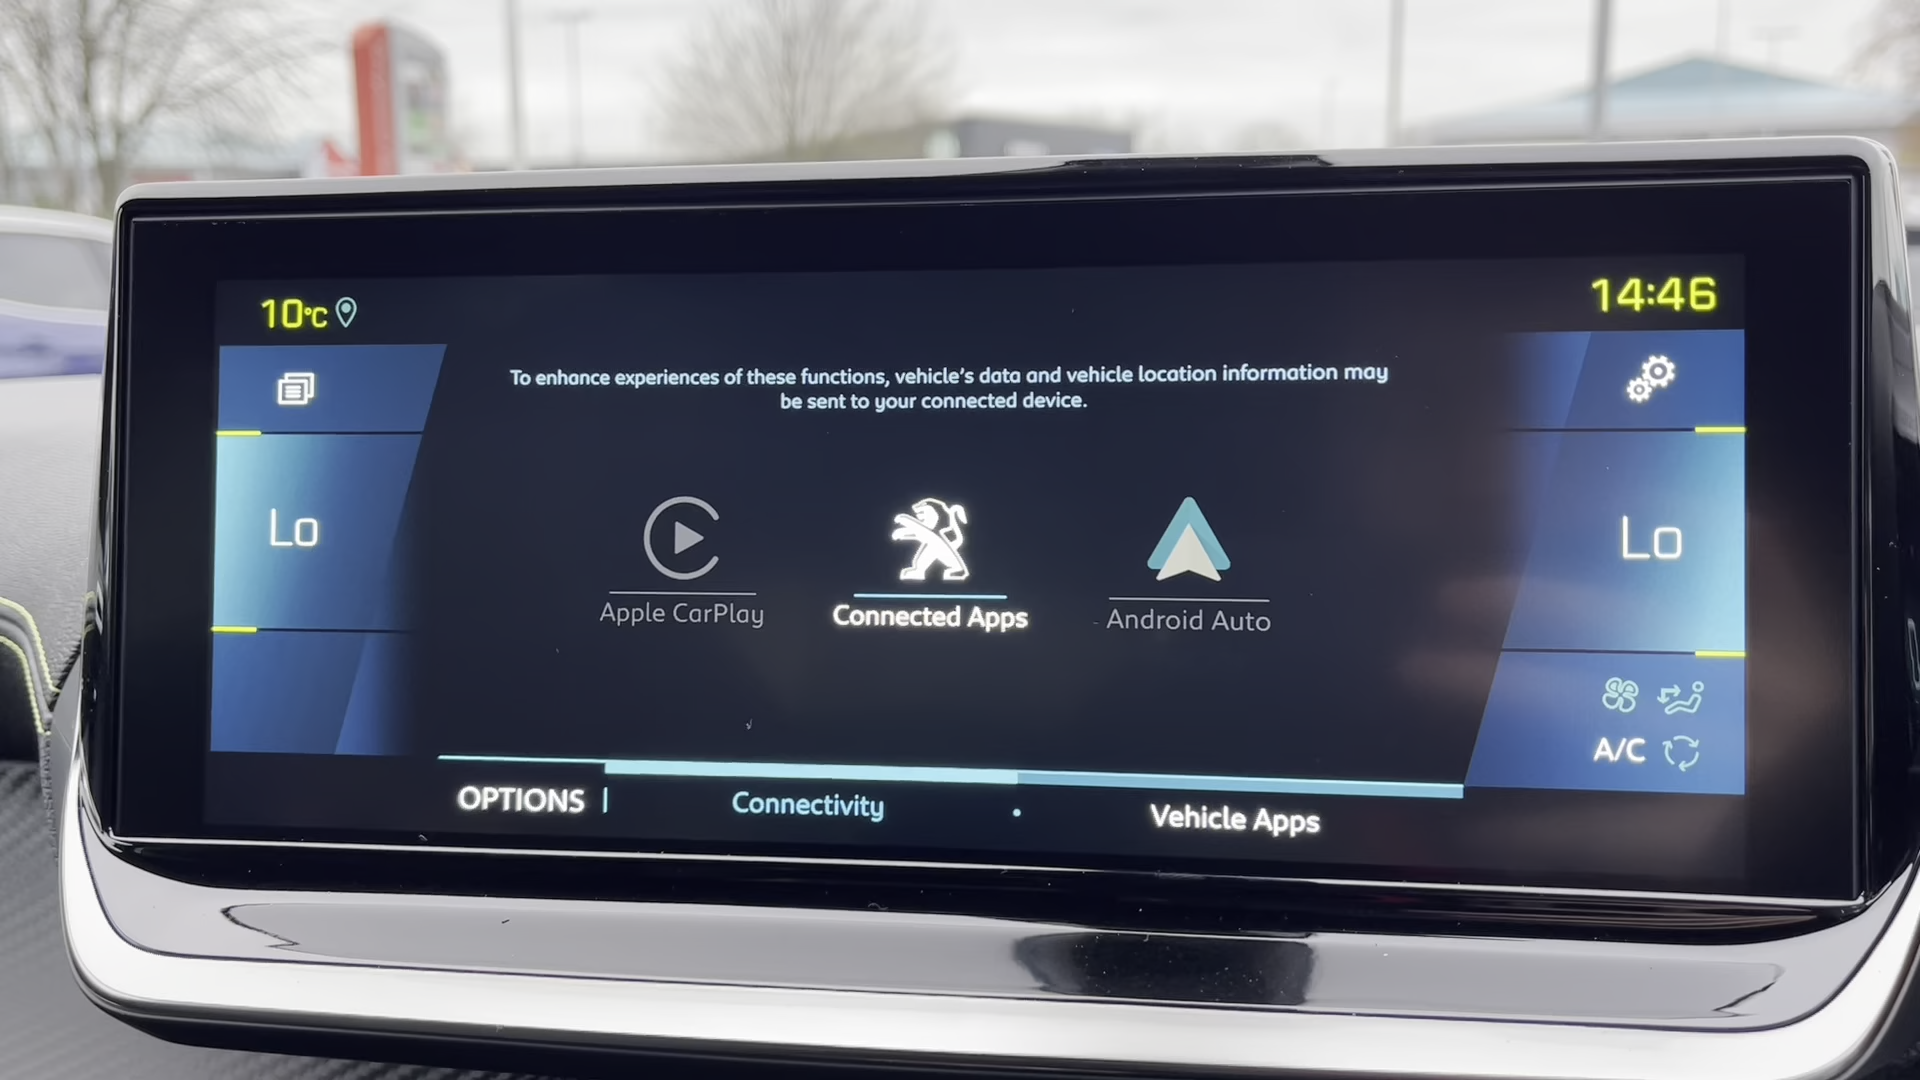 10°C
14:46
To enhance experiences of these functions, vehicle's data and vehicle location information may
be sent to your connected device.
Lo
Lo
Apple CarPlay
Connected Apps
Android Auto
A/C
OPTIONS
Connectivity
Vehicle Apps